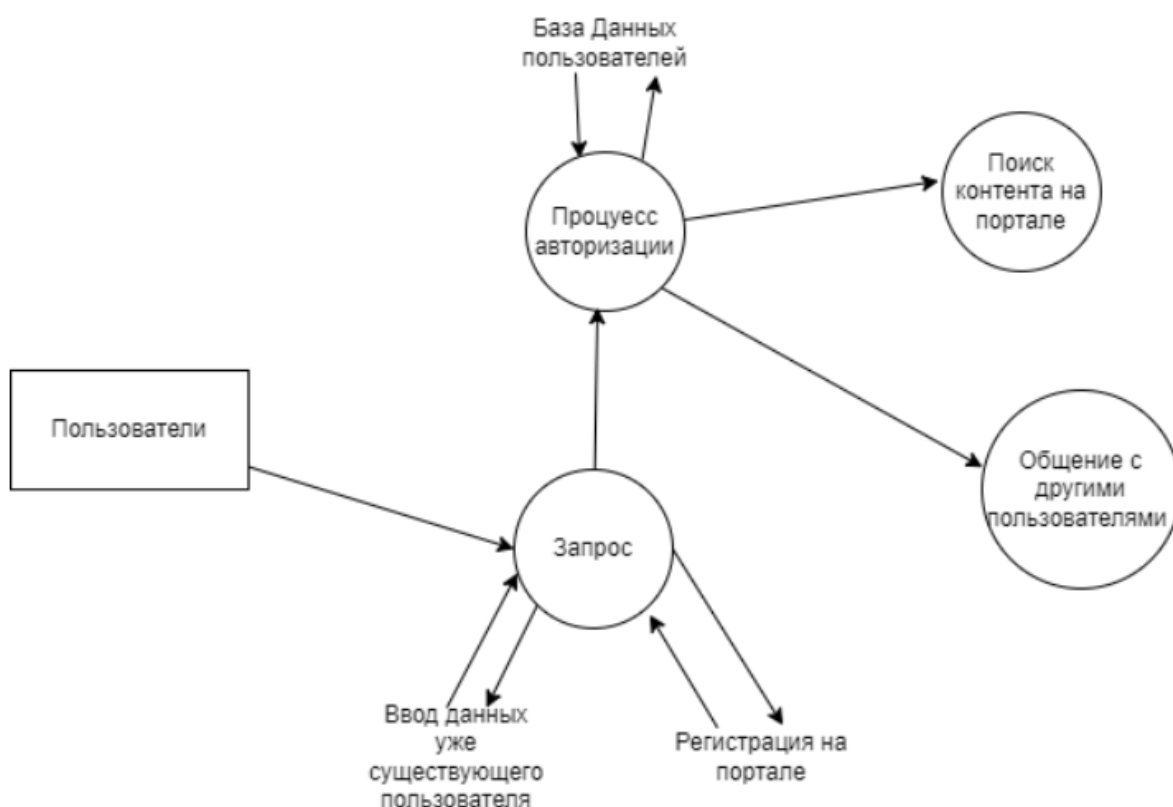 База Данных
пользователей
Поиск
контента на
портале
Процуесс
авторизации
Пользователи
Общение с
другими
пользователями
Запрос
Ввод данных
уже
существующего
пользователя
Регистрация на
портале